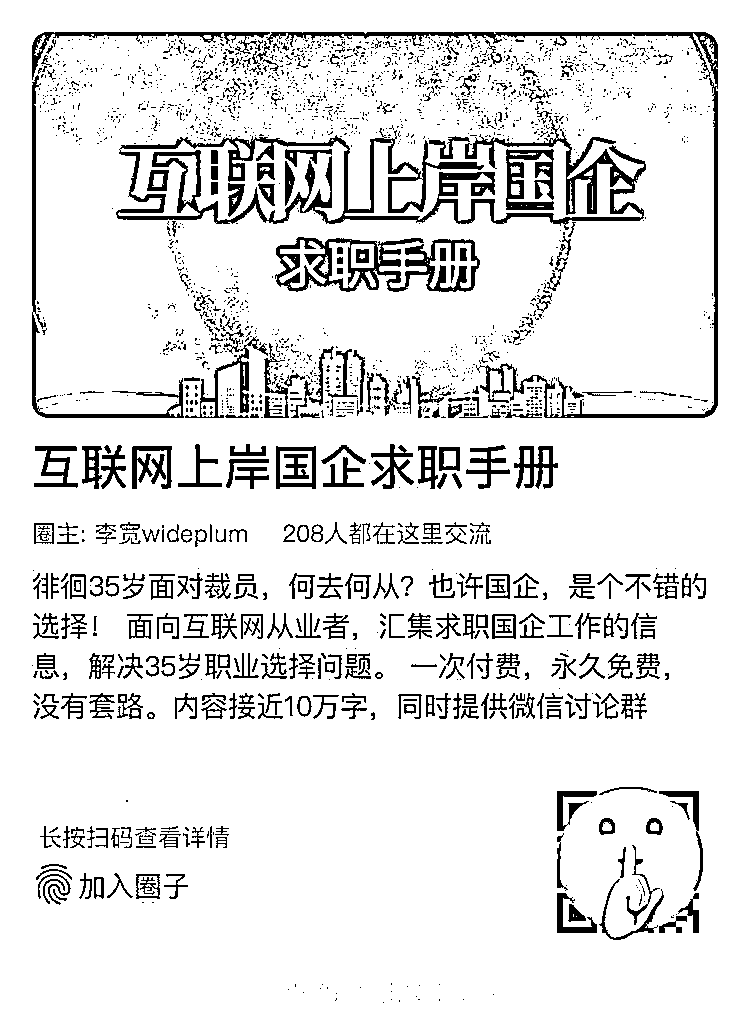 互联网上岸国企
求职手册
互联网上岸国企求职手册
圈主: 李宽wideplum 208人都在这里交流
徘徊35岁面对裁员，何去何从？也许国企，是个不错的
选择！ 面向互联网从业者，汇集求职国企工作的信
息，解决35岁职业选择问题。 一次付费，永久免费，
没有套路。内容接近10万字，同时提供微信讨论群
长按扫码查看详情
加入圈子